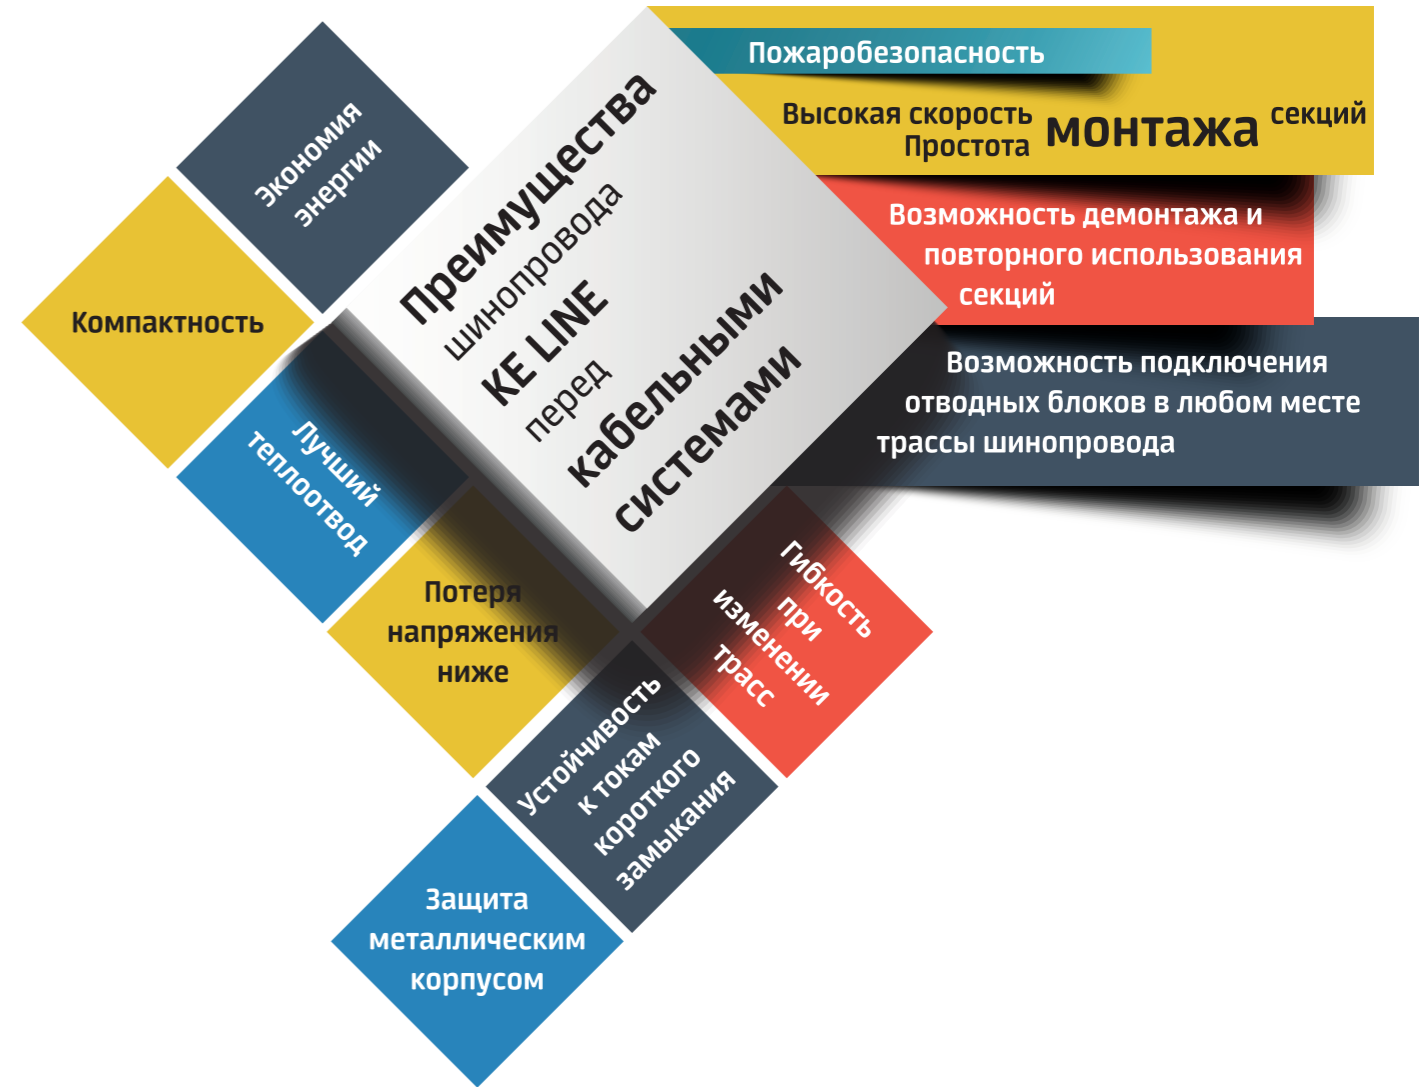 Преимущества
шинопровода
KE LINE
перед
кабельными
системами
Пожаробезопасность
Высокая скорость
Простота
монтажа секций
Возможность демонтажа и
повторного использования
секций
Возможность подключения
отводных блоков в любом месте
трассы шинопровода
Экономия
энергии
Компактность
Лучший
теплоотвод
Потеря
напряжения
ниже
Гибкость
при
изменении
трасс
Устойчивость
к токам
короткого
замыкания
Защита
металлическим
корпусом